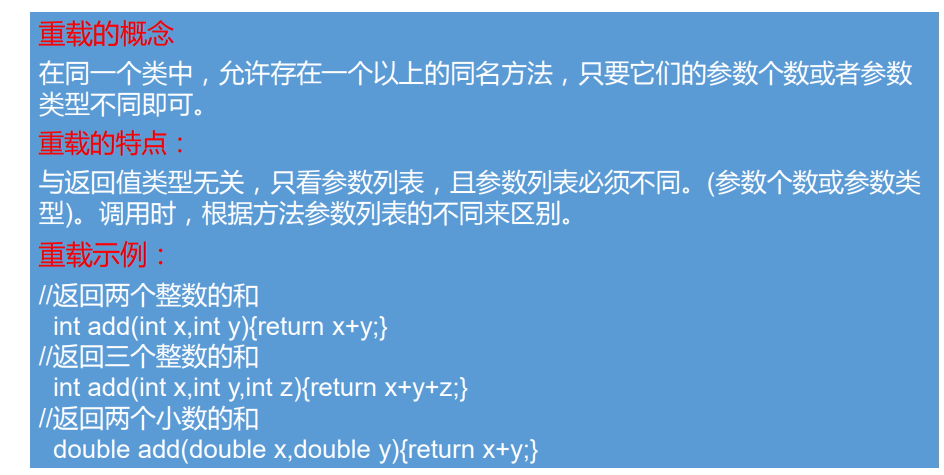 重载的概念
在同一个类中，允许存在一个以上的同名方法，只要它们的参数个数或者参数
类型不同即可。
重载的特点：
与返回值类型无关，只看参数列表，且参数列表必须不同。(参数个数或参数类
型)。调用时，根据方法参数列表的不同来区别。
重载示例：
//返回两个整数的和
int add(int x,int y){return x+y;}
//返回三个整数的和
int add(int x,int y,int z){return x+y+z;}
//返回两个小数的和
double add(double x,double y){return x+y;}